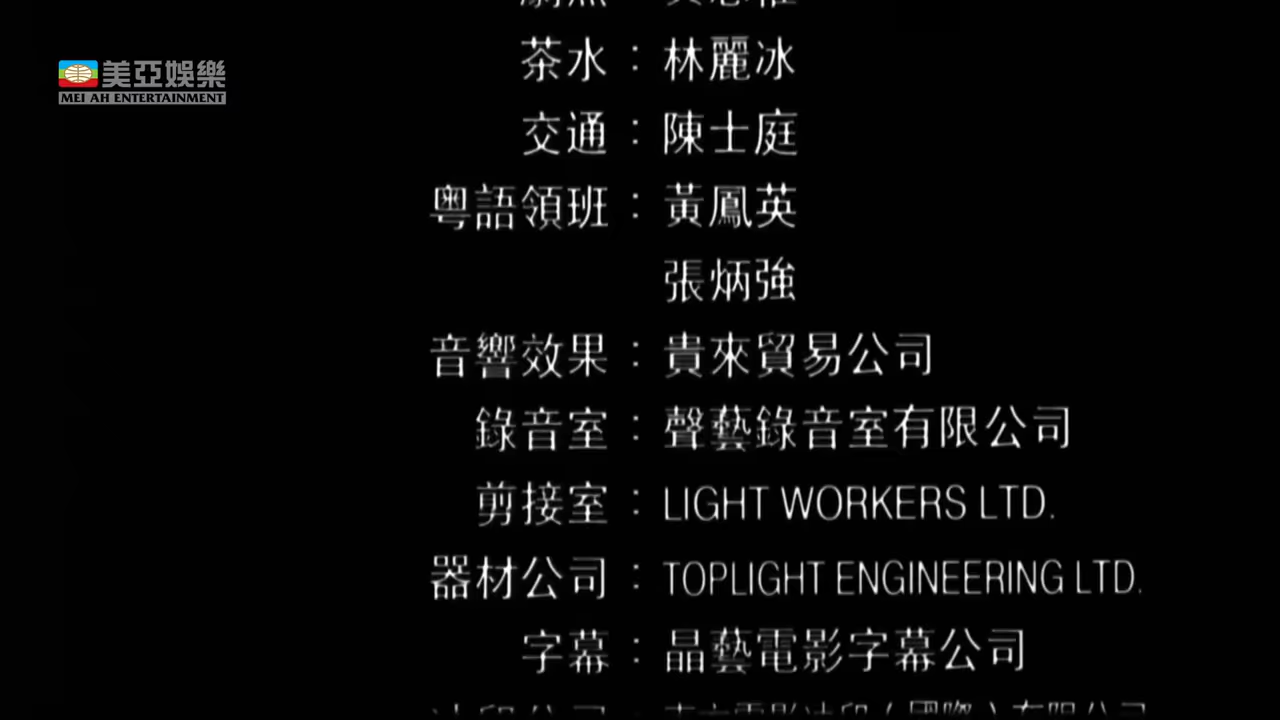 美亞娛樂
MEI AH ENTERTAINMENT
茶水：林麗冰
交通：陳士庭
粵語領班：黃鳳英
張炳強
音響效果：貴來貿易公司
錄音室：聲藝錄音室有限公司
剪接室：LIGHT WORKERS LTD.
器材公司：TOPLIGHT ENGINEERING LTD.
字幕：晶藝電影字幕公司